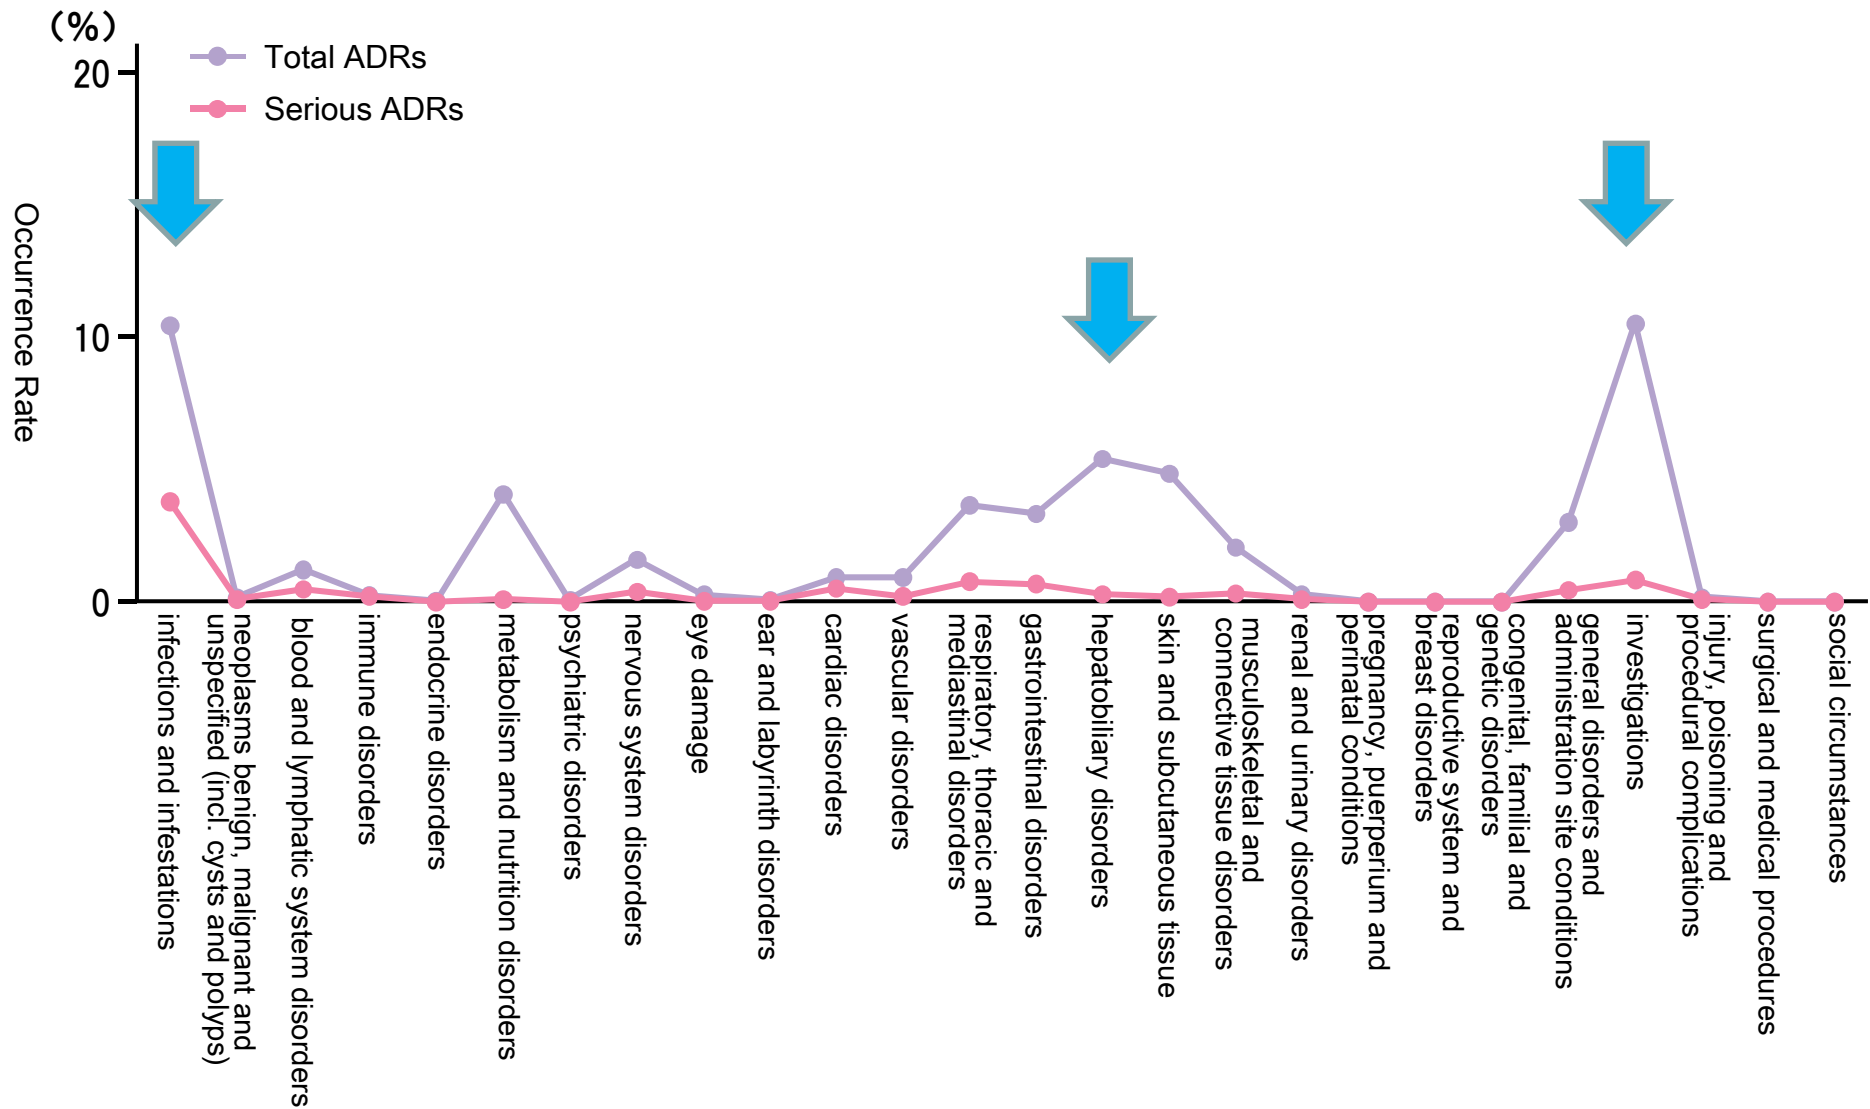 (%)
20
10
0
Occurrence Rate
Total ADRs
Serious ADRs
infections and infestations
neoplasms benign, malignant and
unspecified (incl. cysts and polyps)
blood and lymphatic system disorders
immune disorders
endocrine disorders
metabolism and nutrition disorders
psychiatric disorders
nervous system disorders
eye damage
ear and labyrinth disorders
cardiac disorders
vascular disorders
respiratory, thoracic and
mediastinal disorders
gastrointestinal disorders
hepatobiliary disorders
skin and subcutaneous tissue
musculoskeletal and
connective tissue disorders
renal and urinary disorders
pregnancy, puerperium and
perinatal conditions
reproductive system and
breast disorders
congenital, familial and
genetic disorders
general disorders and
administration site conditions
investigations
injury, poisoning and
procedural complications
surgical and medical procedures
social circumstances